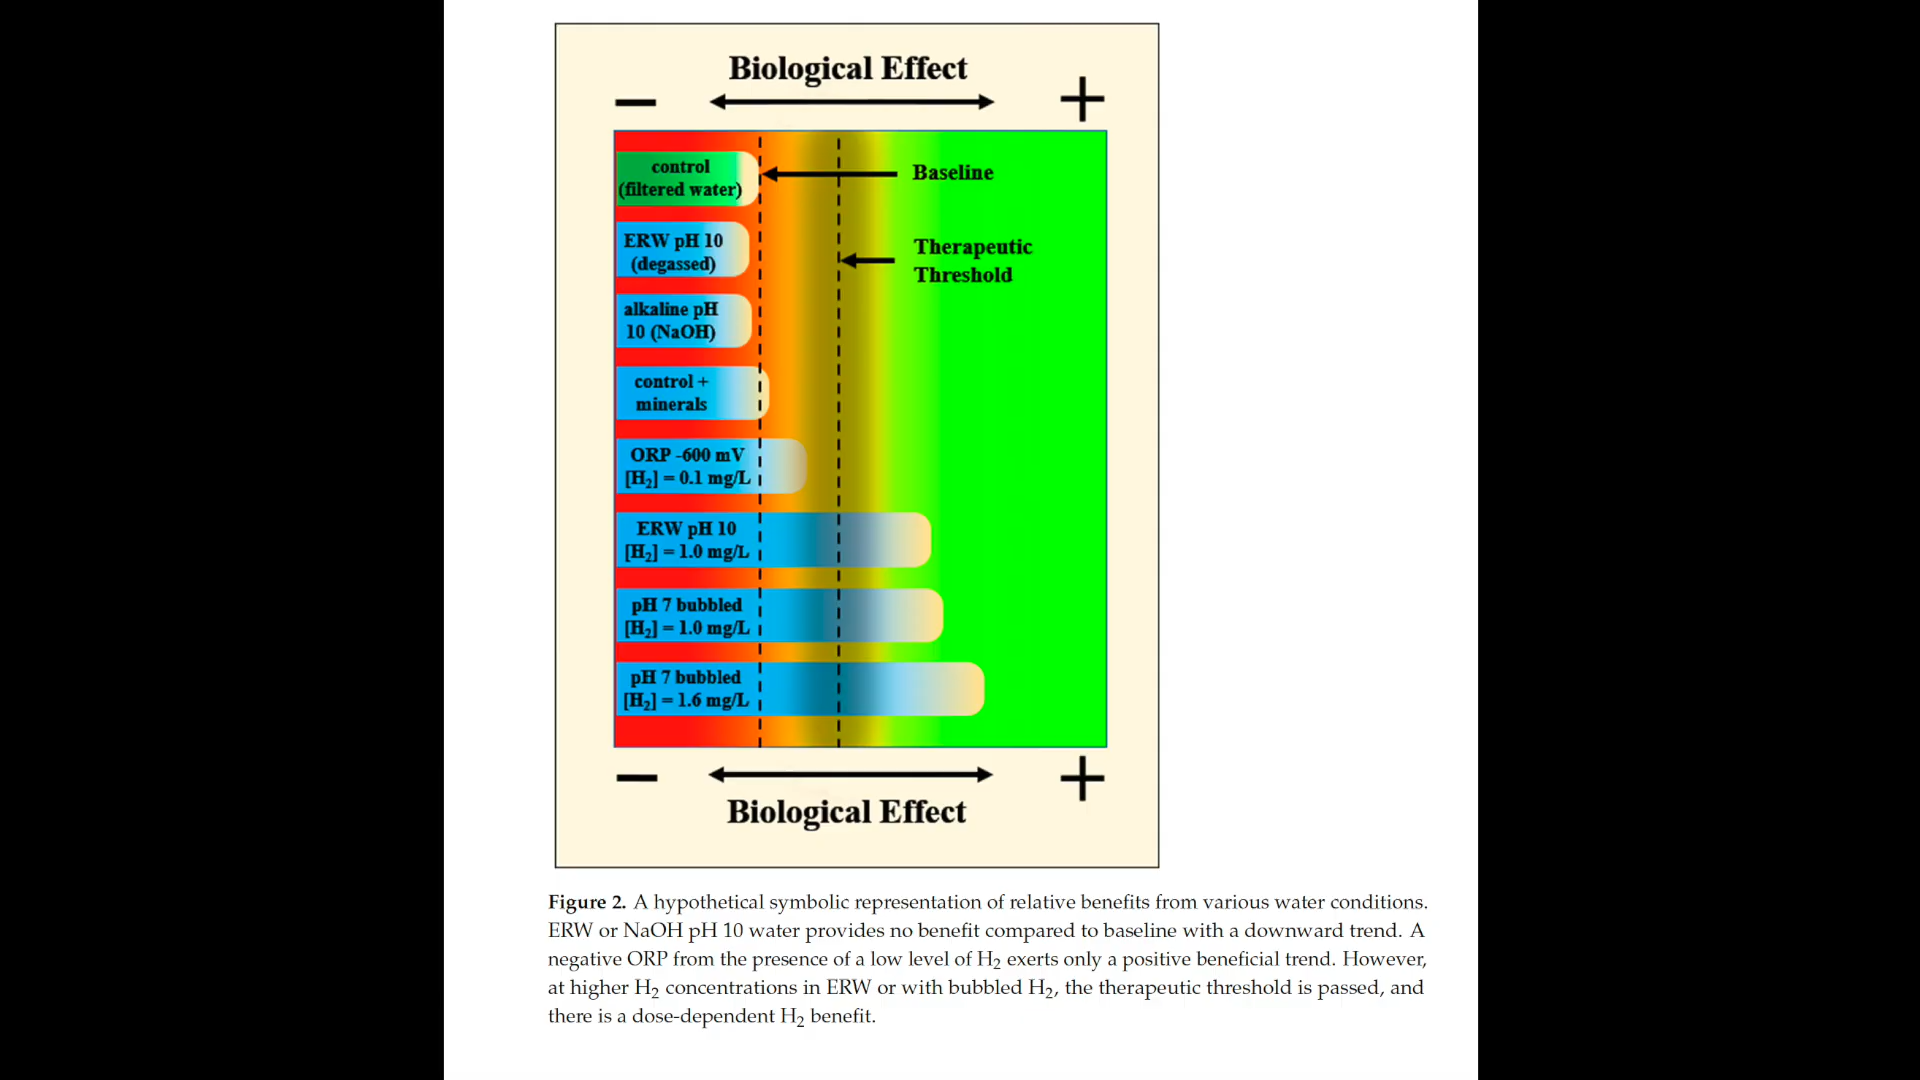 Biological Effect
− +
control
(filtered water)
Baseline
ERW pH 10
(degassed)
Therapeutic
Threshold
alkaline pH
10 (NaOH)
control +
minerals
ORP -600 mV
[H₂] = 0.1 mg/L
ERW pH 10
[H₂] = 1.0 mg/L
pH 7 bubbled
[H₂] = 1.0 mg/L
pH 7 bubbled
[H₂] = 1.6 mg/L
− +
Biological Effect
Figure 2. A hypothetical symbolic representation of relative benefits from various water conditions.
ERW or NaOH pH 10 water provides no benefit compared to baseline with a downward trend. A
negative ORP from the presence of a low level of H₂ exerts only a positive beneficial trend. However,
at higher H₂ concentrations in ERW or with bubbled H₂, the therapeutic threshold is passed, and
there is a dose-dependent H₂ benefit.